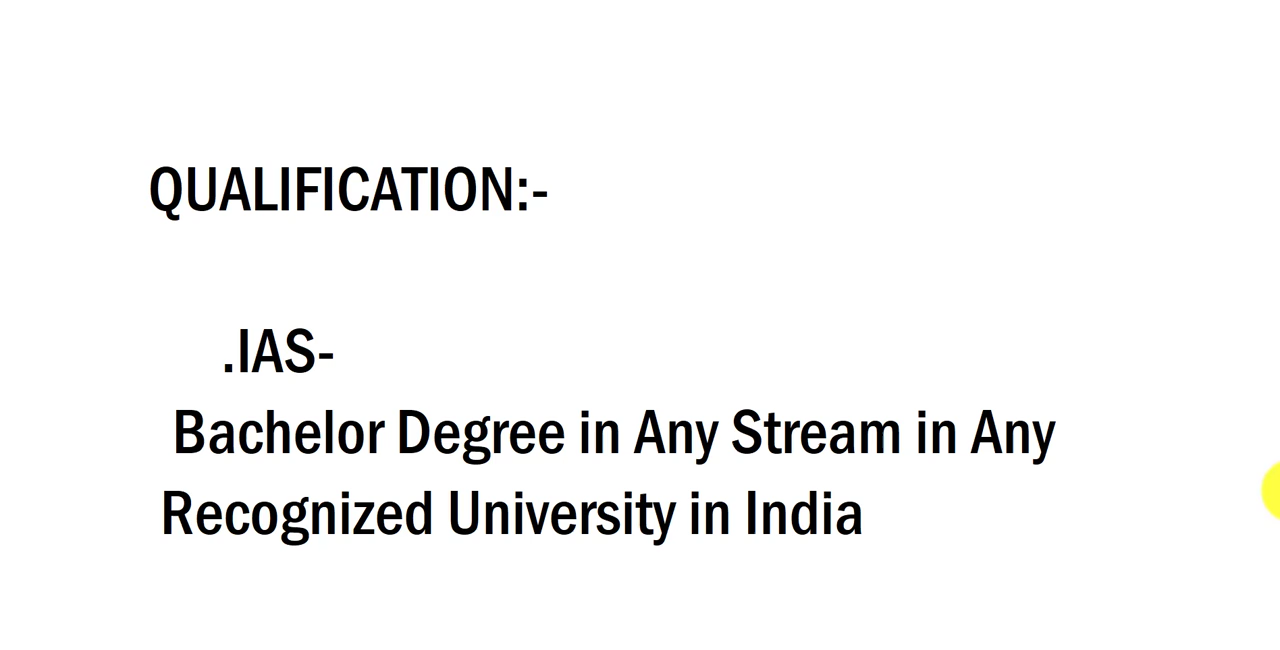 QUALIFICATION:-
.IAS-
Bachelor Degree in Any Stream in Any
Recognized University in India